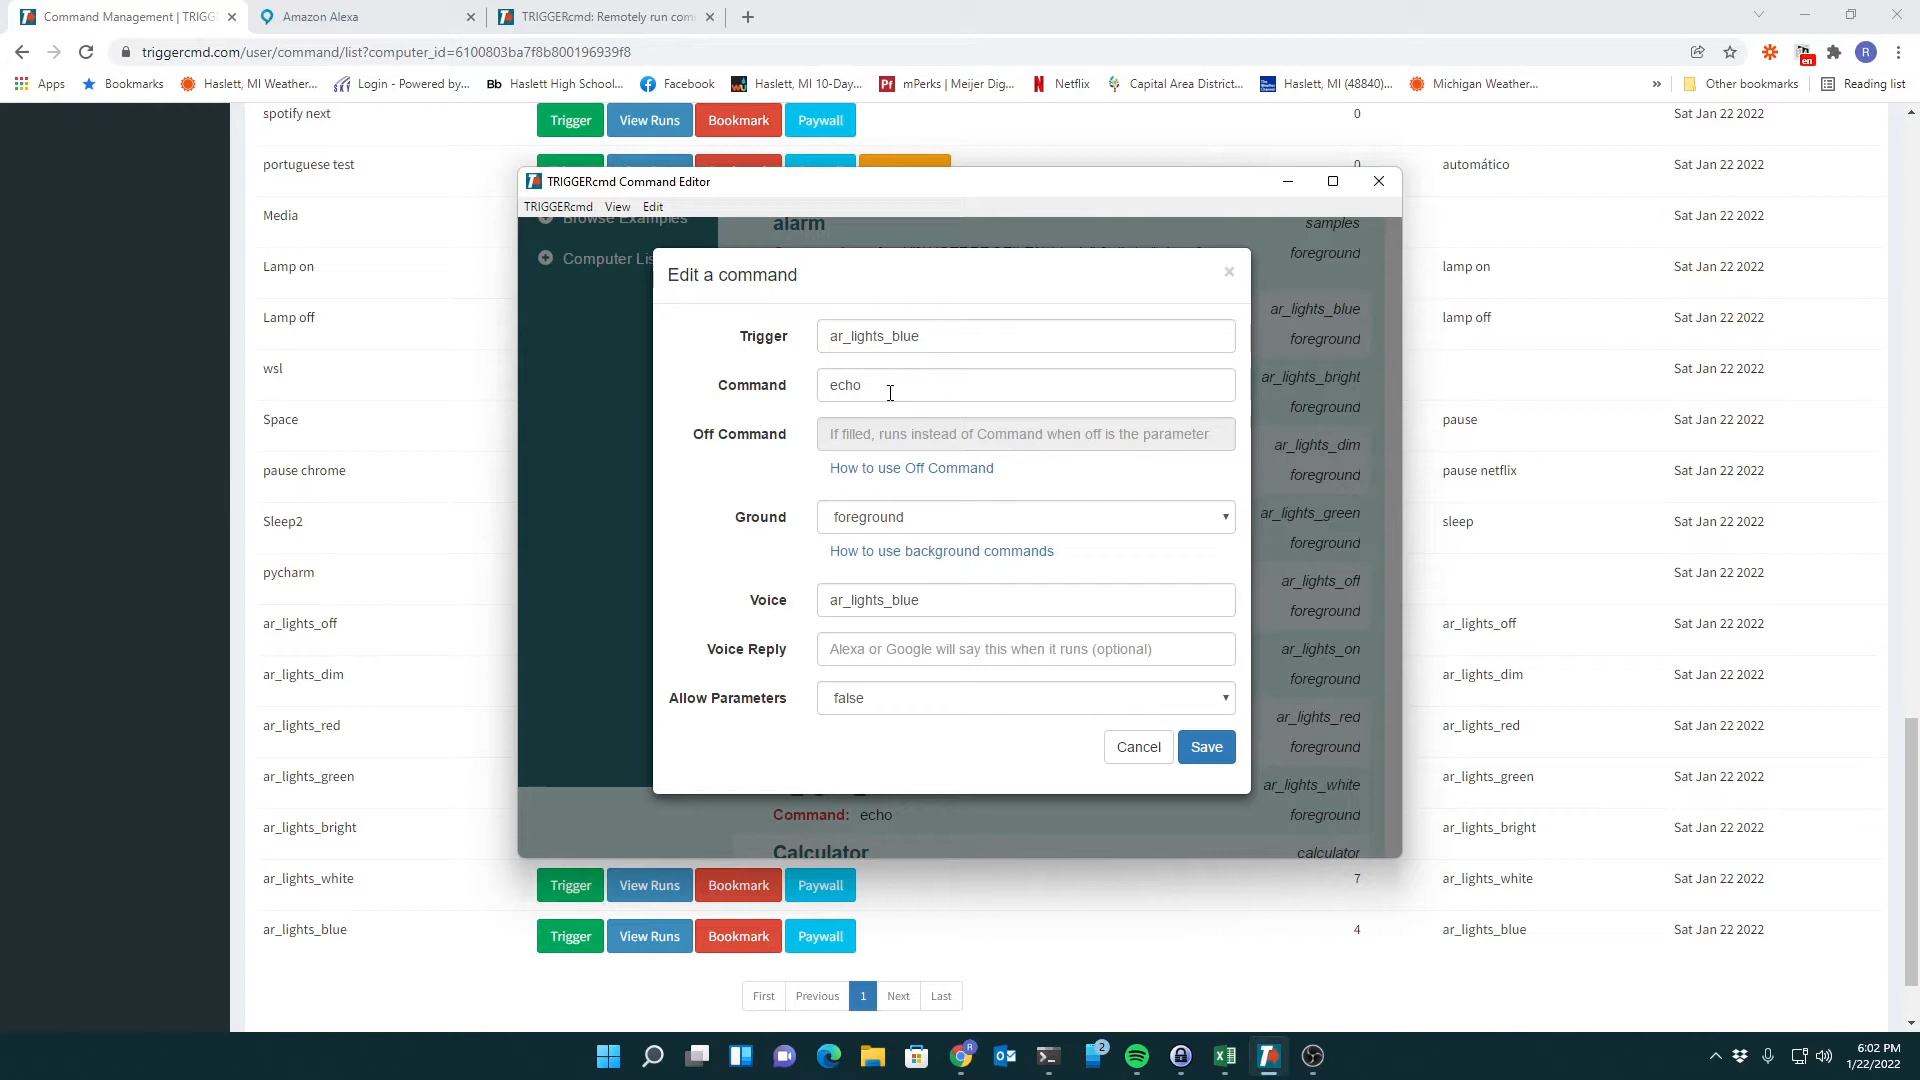 Command Management | TRIGG
Amazon Alexa
TRIGGERcmd: Remotely run com
triggercmd.com/user/command/list?computer_id=6100803ba7f8b800196939f8
R
en
Apps
Bookmarks
Haslett, MI Weather...
Login - Powered by...
Bb Haslett High School...
Facebook
Haslett, MI 10-Day...
Pf mPerks | Meijer Dig...
Netflix
Capital Area District...
Haslett, MI (48840)...
Michigan Weather...
»
Other bookmarks
Reading list
spotify next
Trigger
View Runs
Bookmark
Paywall
0
Sat Jan 22 2022
portuguese test
0
automático
Sat Jan 22 2022
Media
Sat Jan 22 2022
Lamp on
lamp on
Sat Jan 22 2022
Lamp off
lamp off
Sat Jan 22 2022
wsl
Sat Jan 22 2022
Space
pause
Sat Jan 22 2022
pause chrome
pause netflix
Sat Jan 22 2022
Sleep2
sleep
Sat Jan 22 2022
pycharm
Sat Jan 22 2022
ar_lights_off
ar_lights_off
Sat Jan 22 2022
ar_lights_dim
ar_lights_dim
Sat Jan 22 2022
ar_lights_red
ar_lights_red
Sat Jan 22 2022
ar_lights_green
ar_lights_green
Sat Jan 22 2022
ar_lights_bright
ar_lights_bright
Sat Jan 22 2022
ar_lights_white
Trigger
View Runs
Bookmark
Paywall
7
ar_lights_white
Sat Jan 22 2022
ar_lights_blue
Trigger
View Runs
Bookmark
Paywall
4
ar_lights_blue
Sat Jan 22 2022
First
Previous
1
Next
Last
TRIGGERcmd Command Editor
TRIGGERcmd
View
Edit
Browse Examples
Computer Lis
alarm
samples
foreground
ar_lights_blue
foreground
ar_lights_bright
foreground
ar_lights_dim
foreground
ar_lights_green
foreground
ar_lights_off
foreground
ar_lights_on
foreground
ar_lights_red
foreground
ar_lights_white
Command: echo
foreground
Calculator
calculator
Edit a command
×
Trigger
ar_lights_blue
Command
echo
Off Command
If filled, runs instead of Command when off is the parameter
How to use Off Command
Ground
foreground
How to use background commands
Voice
ar_lights_blue
Voice Reply
Alexa or Google will say this when it runs (optional)
Allow Parameters
false
Cancel
Save
R
2
6:02 PM
1/22/2022